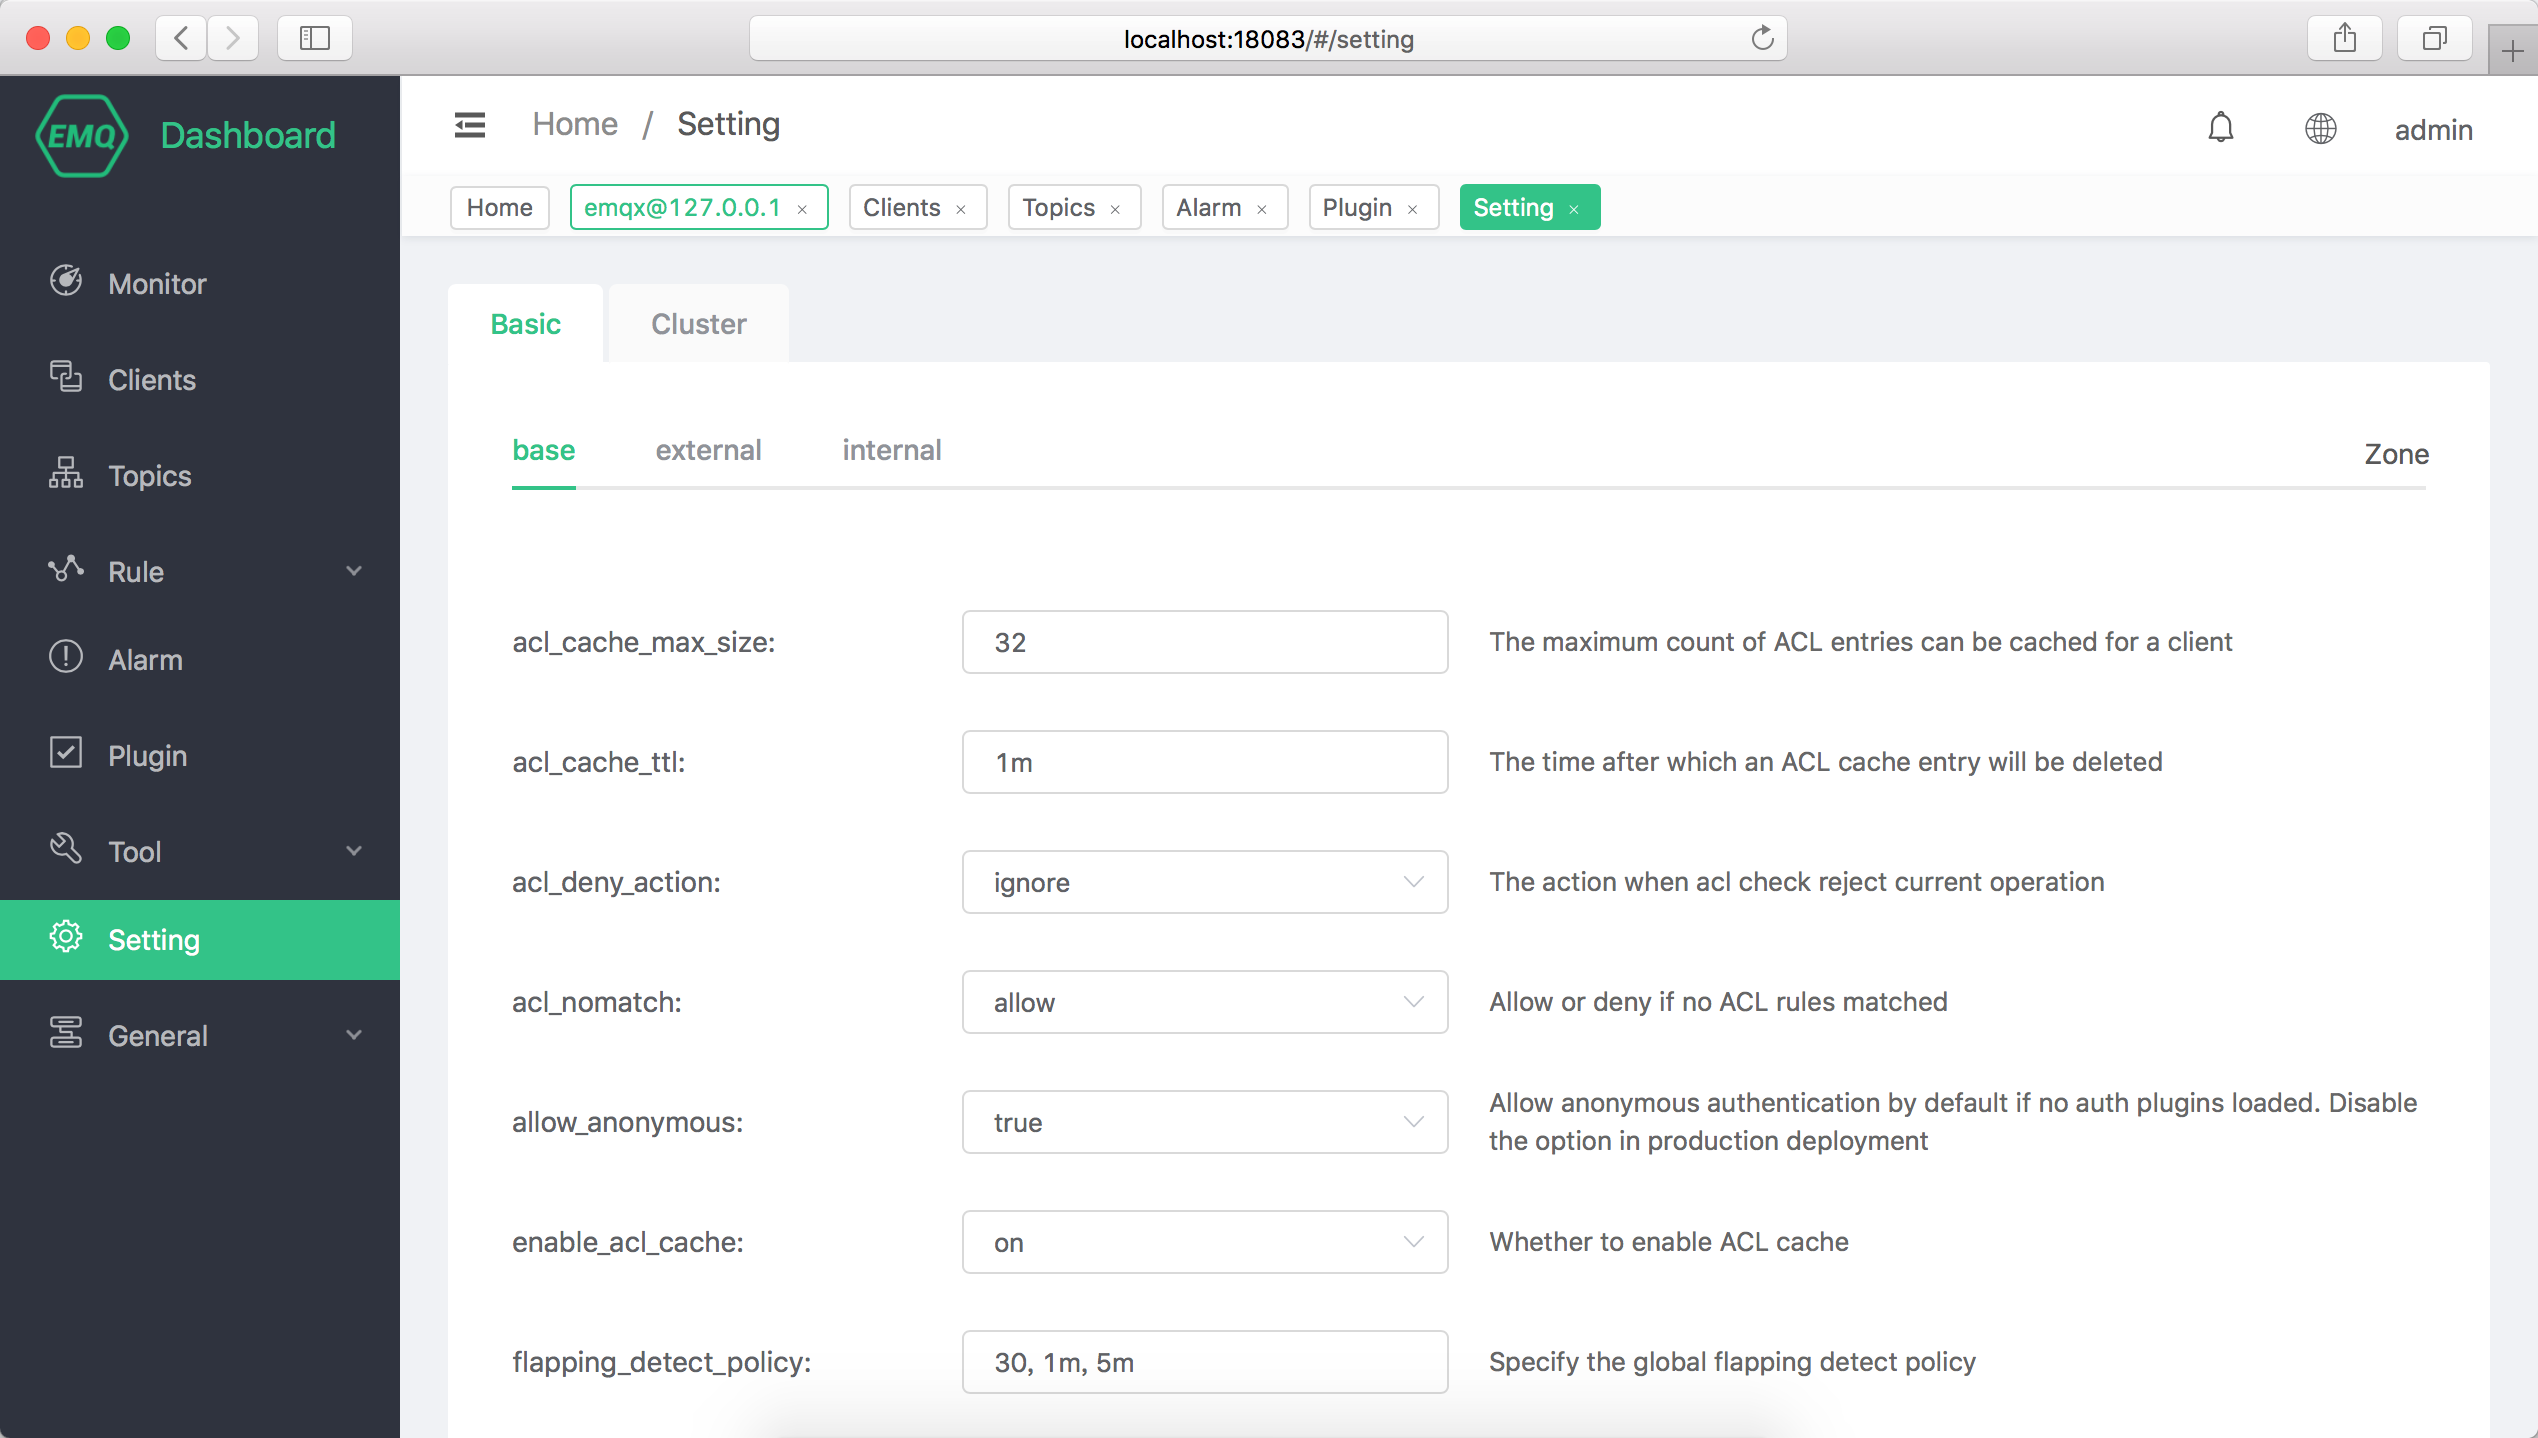 localhost:18083/#/setting
EMQ Dashboard
Home / Setting
admin
Home emqx@127.0.0.1 × Clients × Topics × Alarm × Plugin × Setting ×
Monitor
Clients
Topics
Rule
Alarm
Plugin
Tool
Setting
General
Basic Cluster
base external internal Zone
acl_cache_max_size: 32 The maximum count of ACL entries can be cached for a client
acl_cache_ttl: 1m The time after which an ACL cache entry will be deleted
acl_deny_action: ignore The action when acl check reject current operation
acl_nomatch: allow Allow or deny if no ACL rules matched
allow_anonymous: true Allow anonymous authentication by default if no auth plugins loaded. Disable
the option in production deployment
enable_acl_cache: on Whether to enable ACL cache
flapping_detect_policy: 30, 1m, 5m Specify the global flapping detect policy